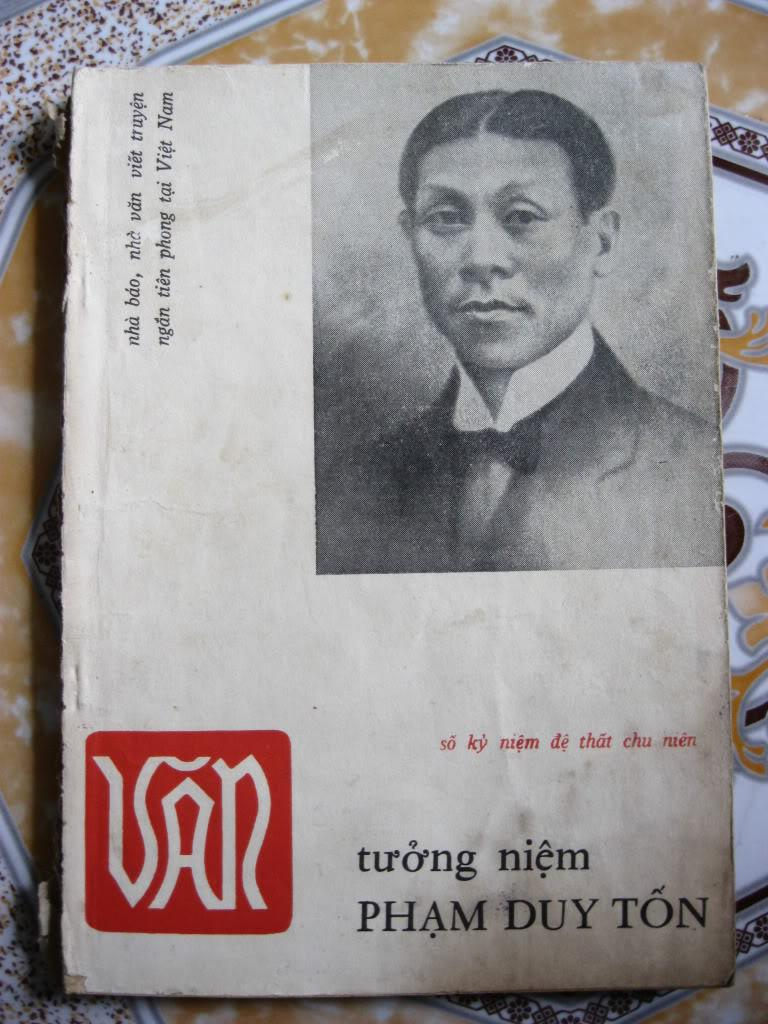 nhà báo, nhà văn viết truyện
ngắn tiên phong tại Việt Nam
số kỷ niệm đệ thất chu niên
VĂN
tưởng niệm
PHẠM DUY TỐN